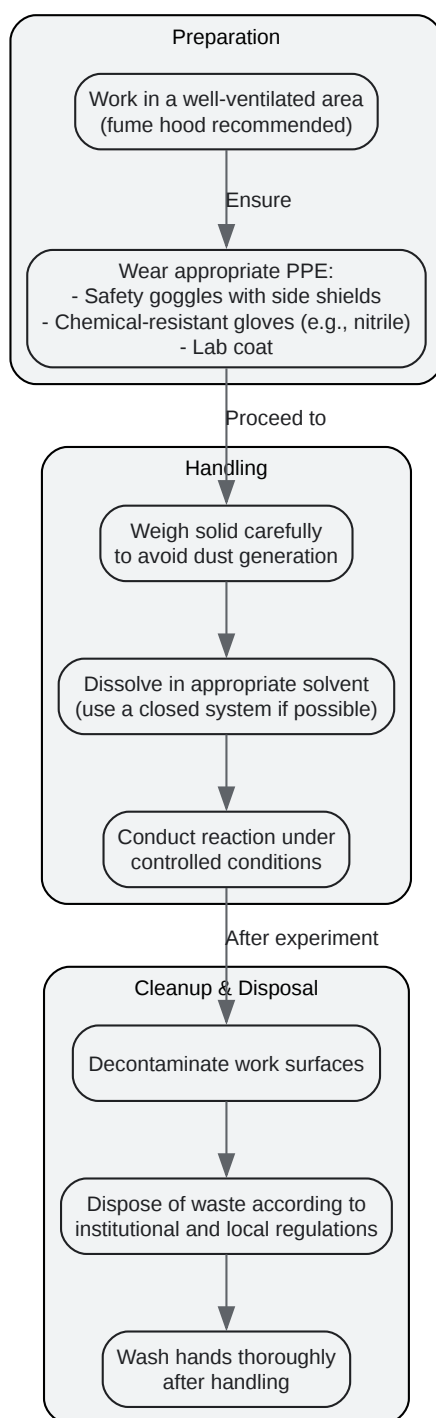 Preparation
Work in a well-ventilated area
(fume hood recommended)
Ensure
Wear appropriate PPE:
- Safety goggles with side shields
- Chemical-resistant gloves (e.g., nitrile)
- Lab coat
Proceed to
Handling
Weigh solid carefully
to avoid dust generation
Dissolve in appropriate solvent
(use a closed system if possible)
Conduct reaction under
controlled conditions
After experiment
Cleanup & Disposal
Decontaminate work surfaces
Dispose of waste according to
institutional and local regulations
Wash hands thoroughly
after handling